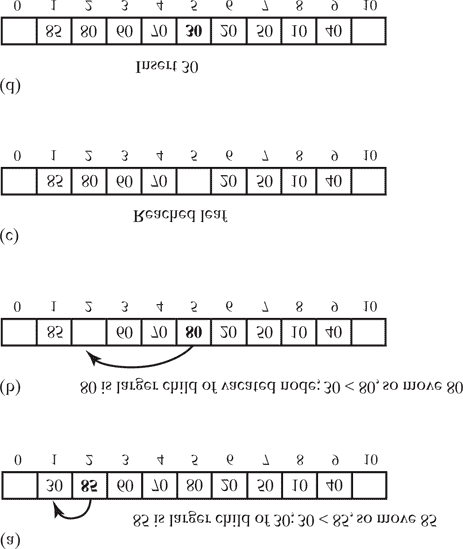 (a) 85 is larger child of 30; 30 < 85, so move 85
30 85 60 70 80 20 50 10 40
0 1 2 3 4 5 6 7 8 9 10
(b) 80 is larger child of vacated node; 30 < 80, so move 80
85 60 70 80 20 50 10 40
0 1 2 3 4 5 6 7 8 9 10
(c) Reached leaf
85 80 60 70 20 50 10 40
0 1 2 3 4 5 6 7 8 9 10
(d) Insert 30
85 80 60 70 30 20 50 10 40
0 1 2 3 4 5 6 7 8 9 10